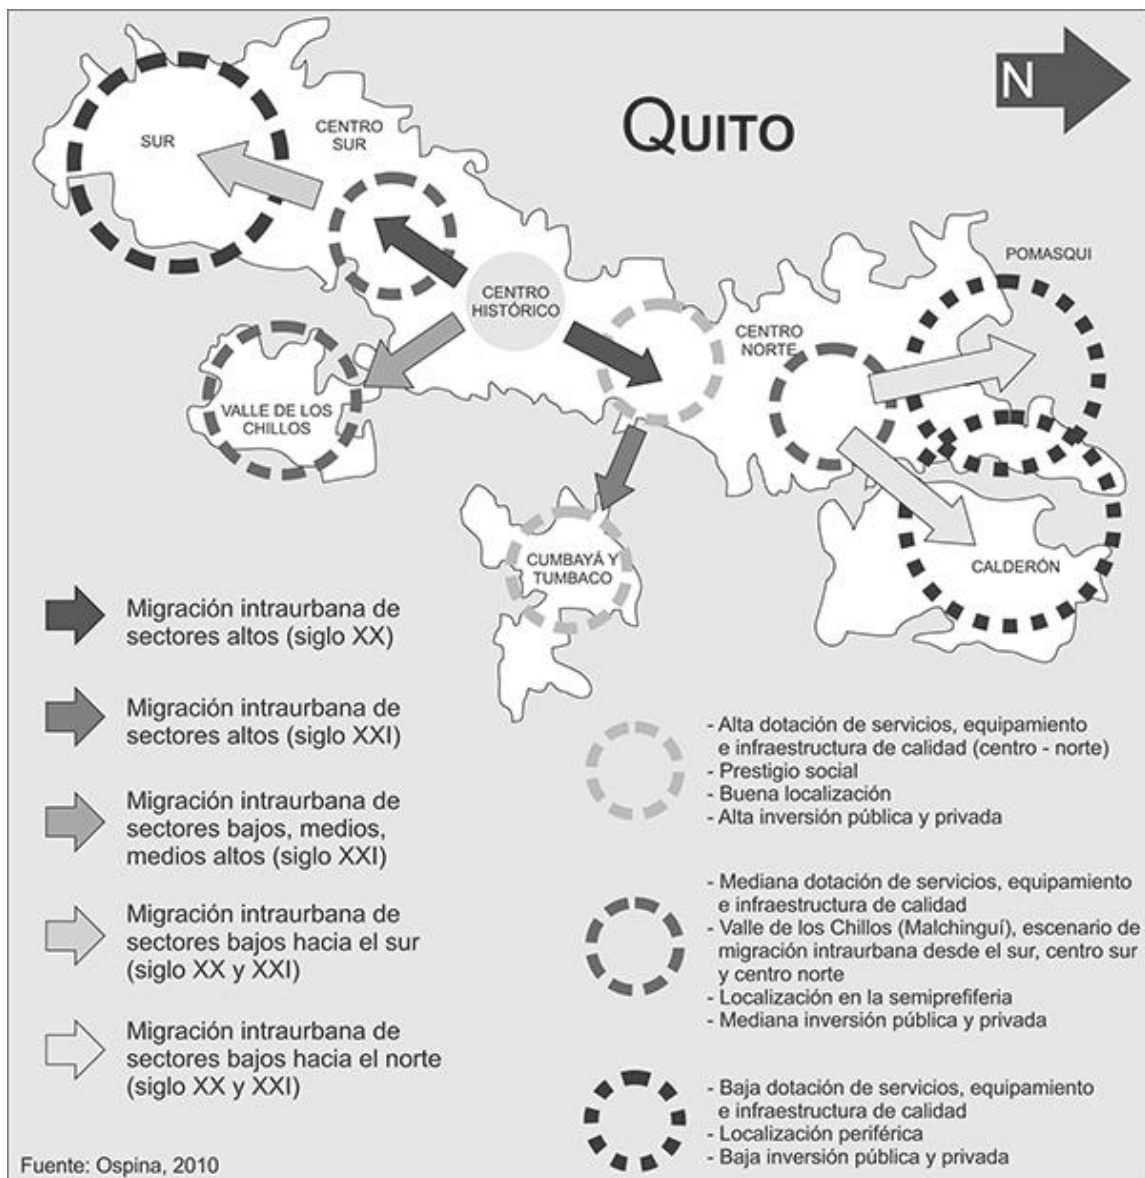 QUITO
N
SUR
CENTRO
SUR
CENTRO
HISTÓRICO
CENTRO
NORTE
POMASQUI
VALLE DE LOS
CHILLOS
CUMBAYÁ Y
TUMBACO
CALDERÓN
Migración intraurbana de
sectores altos (siglo XX)
Migración intraurbana de
sectores altos (siglo XXI)
Migración intraurbana de
sectores bajos, medios,
medios altos (siglo XXI)
Migración intraurbana de
sectores bajos hacia el sur
(siglo XX y XXI)
Migración intraurbana de
sectores bajos hacia el norte
(siglo XX y XXI)
- Alta dotación de servicios, equipamiento
e infraestructura de calidad (centro - norte)
- Prestigio social
- Buena localización
- Alta inversión pública y privada
- Mediana dotación de servicios, equipamiento
e infraestructura de calidad
- Valle de los Chillos (Malchinguí), escenario de
migración intraurbana desde el sur, centro sur
y centro norte
- Localización en la semiprefiferia
- Mediana inversión pública y privada
- Baja dotación de servicios, equipamiento
e infraestructura de calidad
- Localización periférica
- Baja inversión pública y privada
Fuente: Ospina, 2010